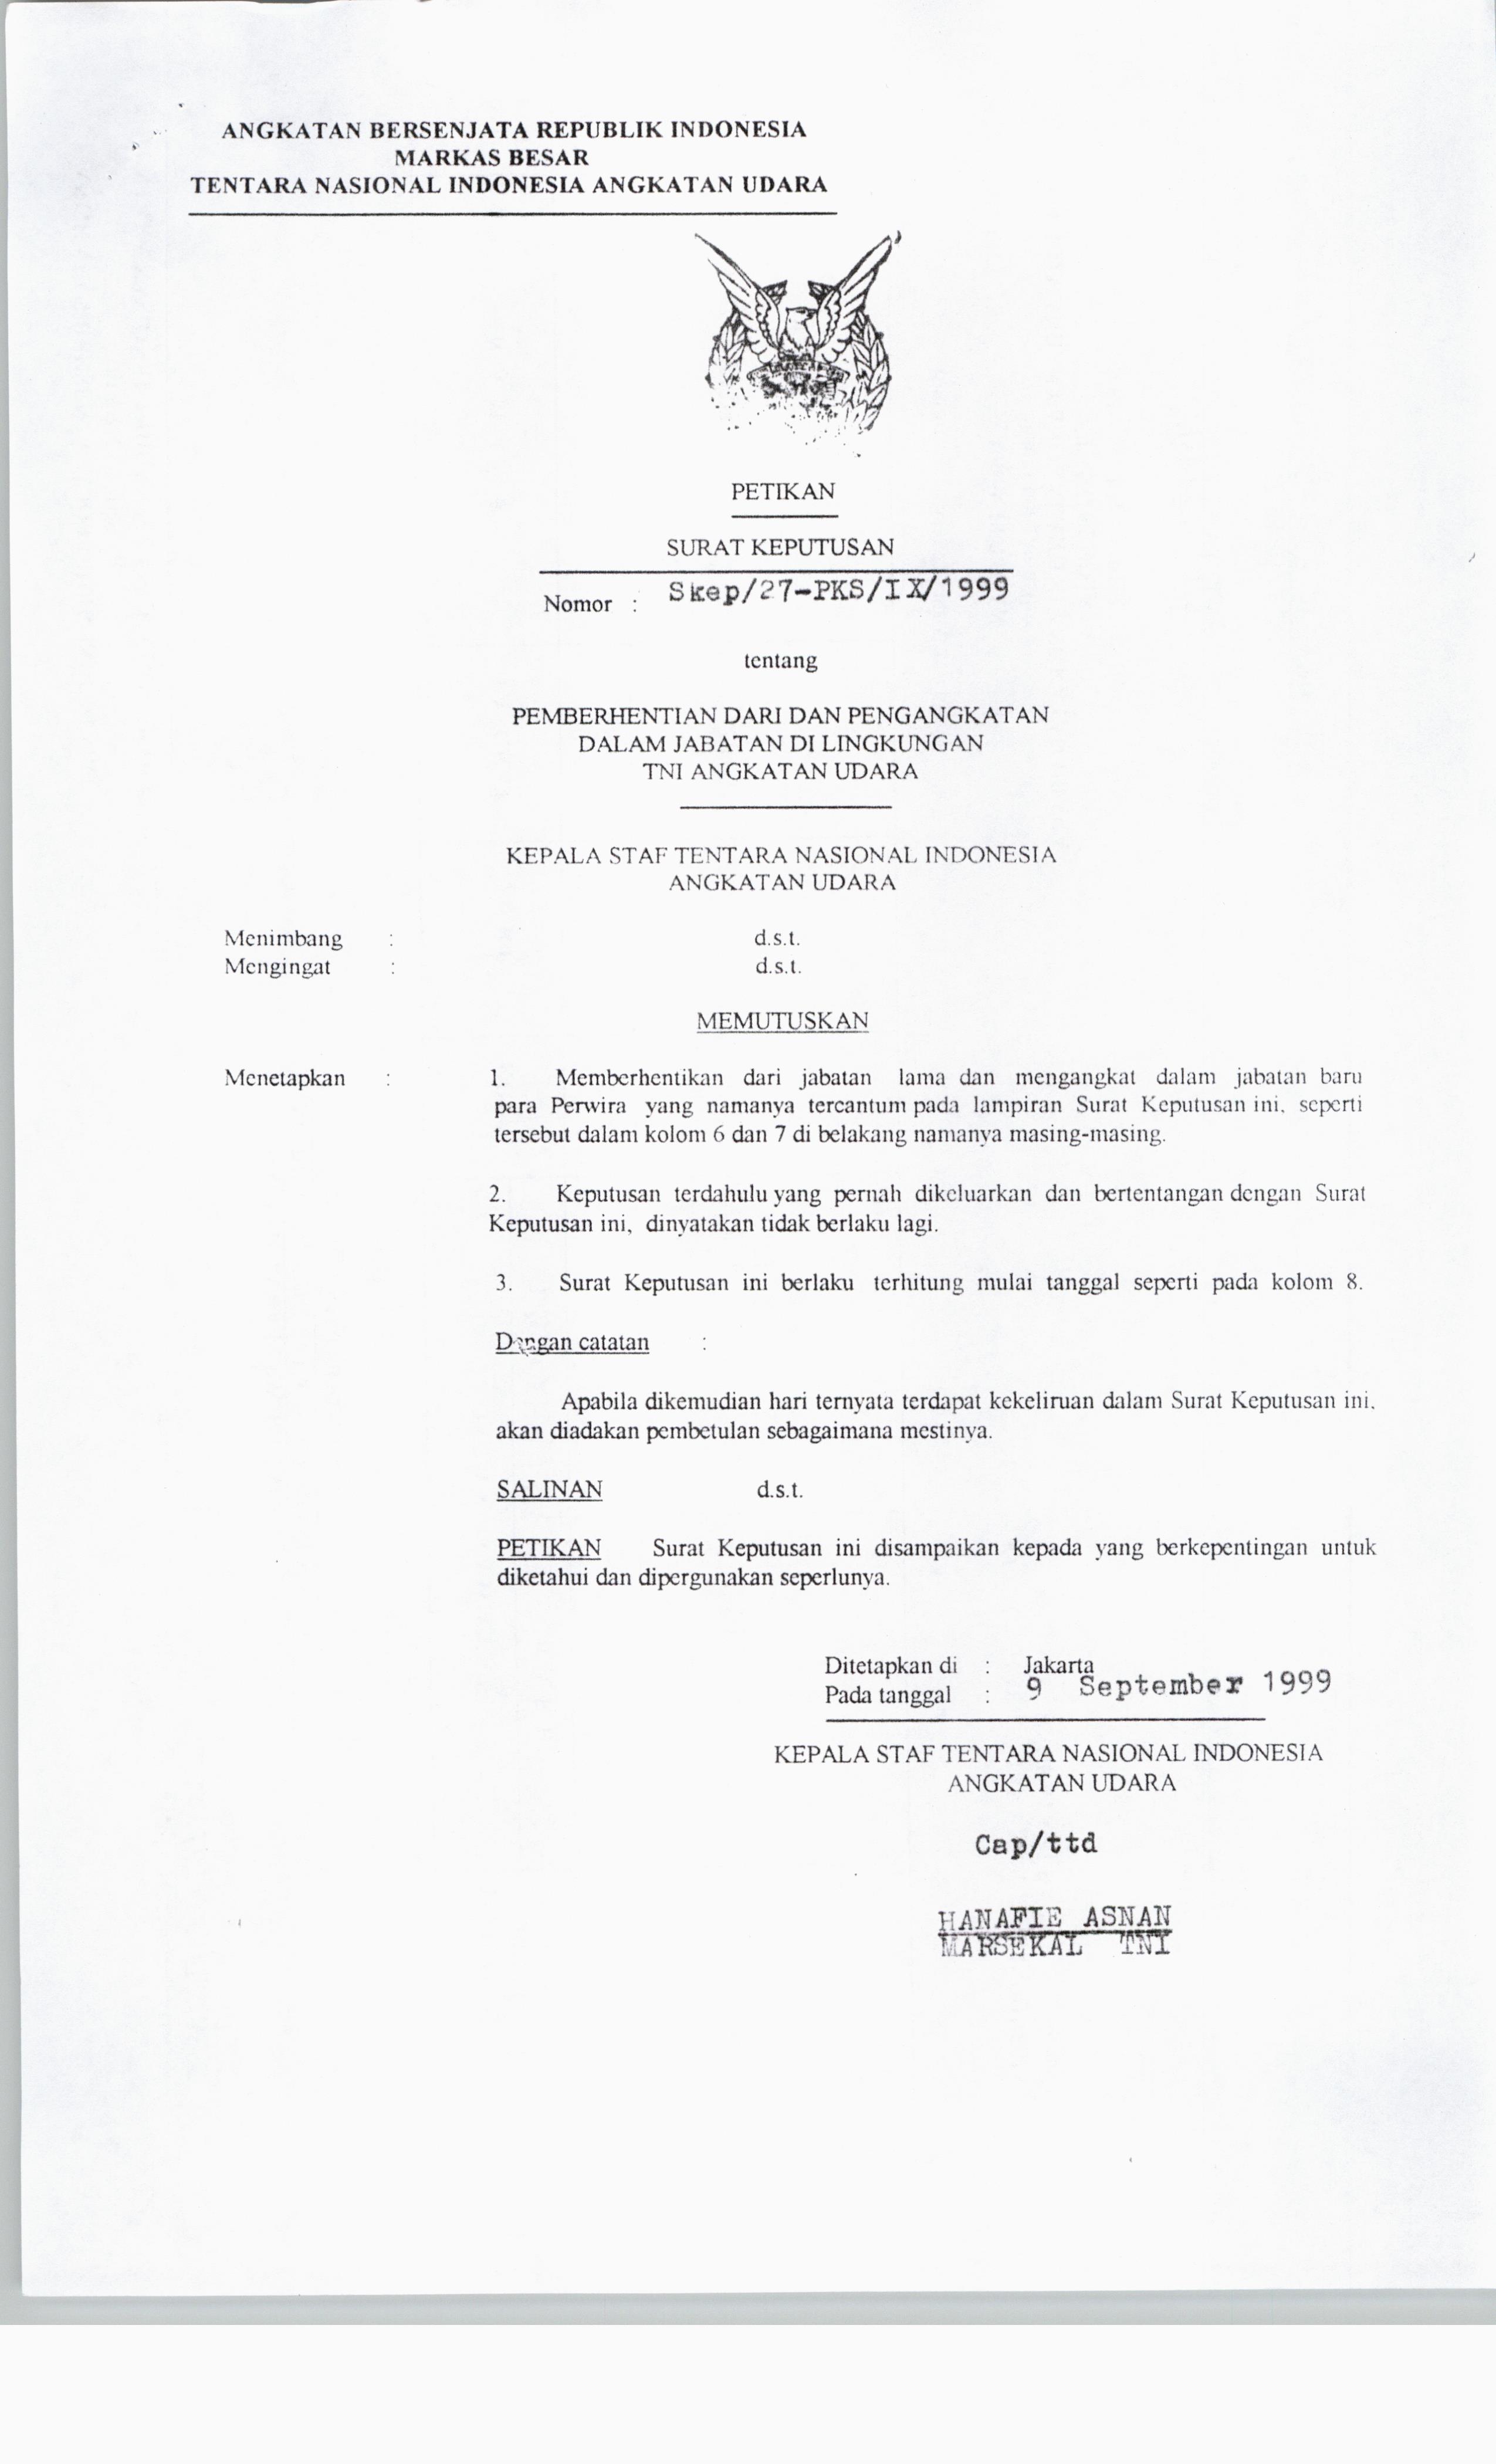 ANGKATAN BERSENJATA REPUBLIK INDONESIA
MARKAS BESAR
TENTARA NASIONAL INDONESIA ANGKATAN UDARA
PETIKAN
SURAT KEPUTUSAN
Nomor : Skep/27-PKS/IX/1999
tentang
PEMBERHENTIAN DARI DAN PENGANGKATAN
DALAM JABATAN DI LINGKUNGAN
TNI ANGKATAN UDARA
KEPALA STAF TENTARA NASIONAL INDONESIA
ANGKATAN UDARA
Menimbang : d.s.t.
Mengingat : d.s.t.
MEMUTUSKAN
Menetapkan : 1. Memberhentikan dari jabatan lama dan mengangkat dalam jabatan baru
para Perwira yang namanya tercantum pada lampiran Surat Keputusan ini, seperti
tersebut dalam kolom 6 dan 7 di belakang namanya masing-masing.
2. Keputusan terdahulu yang pernah dikeluarkan dan bertentangan dengan Surat
Keputusan ini, dinyatakan tidak berlaku lagi.
3. Surat Keputusan ini berlaku terhitung mulai tanggal seperti pada kolom 8.
Dengan catatan :
Apabila dikemudian hari ternyata terdapat kekeliruan dalam Surat Keputusan ini,
akan diadakan pembetulan sebagaimana mestinya.
SALINAN d.s.t.
PETIKAN Surat Keputusan ini disampaikan kepada yang berkepentingan untuk
diketahui dan dipergunakan seperlunya.
Ditetapkan di : Jakarta
Pada tanggal : 9 September 1999
KEPALA STAF TENTARA NASIONAL INDONESIA
ANGKATAN UDARA
Cap/ttd
HANAFIE ASNAN
MARSEKAL TNI